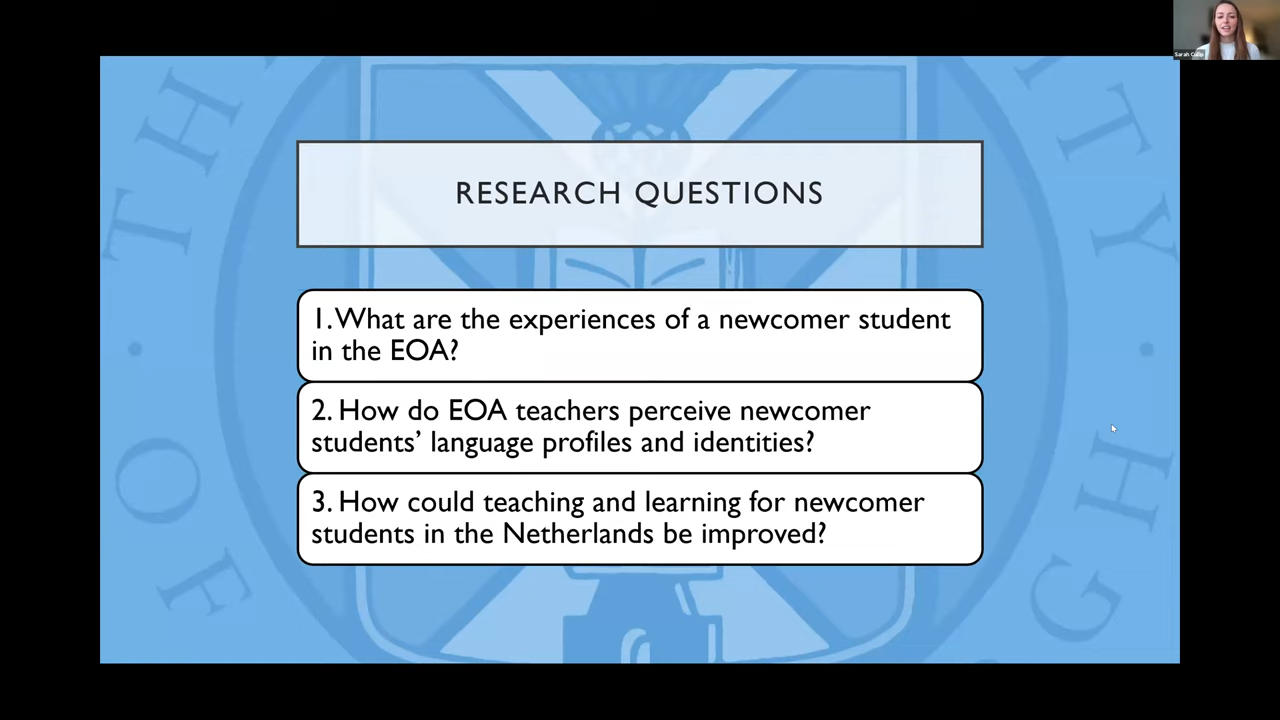 Sarah
RESEARCH QUESTIONS
1. What are the experiences of a newcomer student
in the EOA?
2. How do EOA teachers perceive newcomer
students’ language profiles and identities?
3. How could teaching and learning for newcomer
students in the Netherlands be improved?